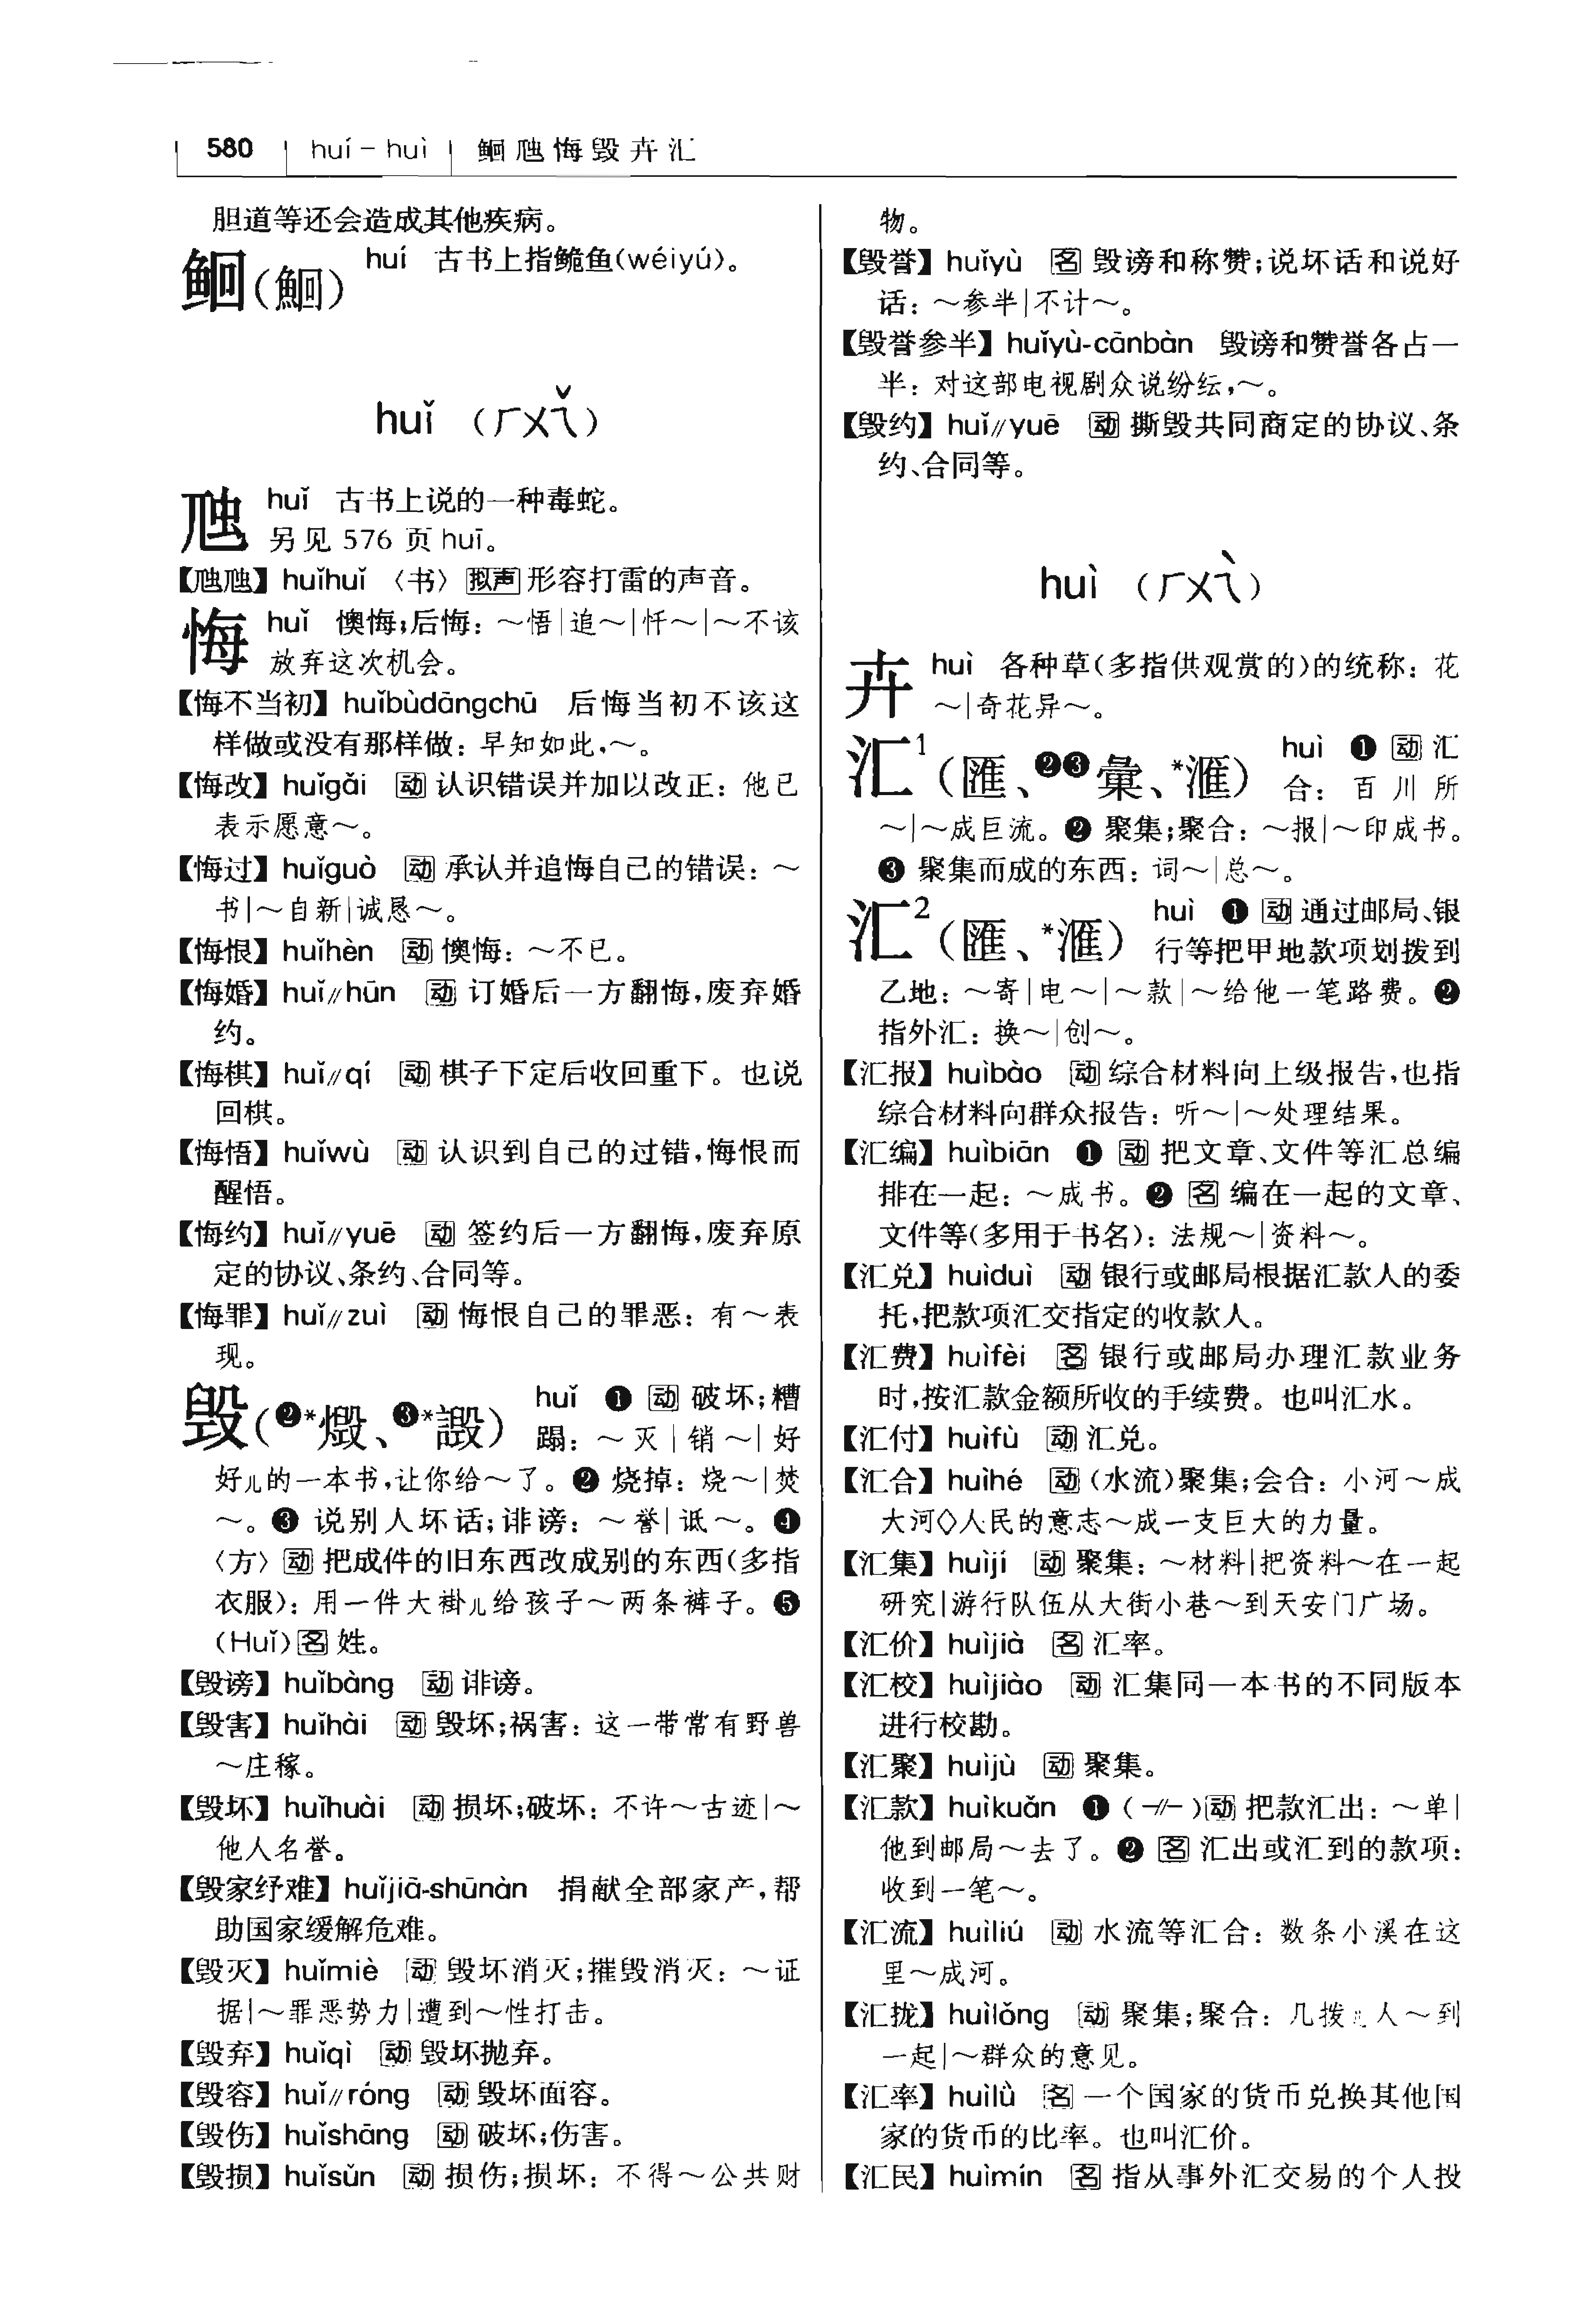 580 huí－huì 鮰虺悔毁卉汇
胆道等还会造成其他疾病。
鮰(鮰) huí 古书上指鮠鱼(wéiyú)。
huǐ (ㄏㄨㄟˇ)
虺 huǐ 古书上说的一种毒蛇。
另见 576 页 huī。
【虺虺】huǐhuǐ 〈书〉[拟声]形容打雷的声音。
悔 huǐ 懊悔；后悔：～悟|追～|忏～|～不该
放弃这次机会。
【悔不当初】huǐbùdāngchū 后悔当初不该这
样做或没有那样做：早知如此，～。
【悔改】huǐgǎi [动]认识错误并加以改正：他已
表示愿意～。
【悔过】huǐguò [动]承认并追悔自己的错误：～
书|～自新|诚恳～。
【悔恨】huǐhèn [动]懊悔：～不已。
【悔婚】huǐ∥hūn [动]订婚后一方翻悔，废弃婚
约。
【悔棋】huǐ∥qí [动]棋子下定后收回重下。也说
回棋。
【悔悟】huǐwù [动]认识到自己的过错，悔恨而
醒悟。
【悔约】huǐ∥yuē [动]签约后一方翻悔，废弃原
定的协议、条约、合同等。
【悔罪】huǐ∥zuì [动]悔恨自己的罪恶：有～表
现。
毁(❷*燬、❸*譭) huǐ ❶[动]破坏；糟
蹋：～灭|销～|好
好儿的一本书，让你给～了。❷烧掉：烧～|焚
～。❸说别人坏话；诽谤：～誉|诋～。❹
〈方〉[动]把成件的旧东西改成别的东西(多指
衣服)：用一件大褂儿给孩子～两条裤子。❺
(Huǐ)[名]姓。
【毁谤】huǐbàng [动]诽谤。
【毁害】huǐhài [动]毁坏；祸害：这一带常有野兽
～庄稼。
【毁坏】huǐhuài [动]损坏；破坏：不许～古迹|～
他人名誉。
【毁家纾难】huǐjiā-shūnàn 捐献全部家产，帮
助国家缓解危难。
【毁灭】huǐmiè [动]毁坏消灭；摧毁消灭：～证
据|～罪恶势力|遭到～性打击。
【毁弃】huǐqì [动]毁坏抛弃。
【毁容】huǐ∥róng [动]毁坏面容。
【毁伤】huǐshāng [动]破坏；伤害。
【毁损】huǐsǔn [动]损伤；损坏：不得～公共财
物。
【毁誉】huǐyù [名]毁谤和称赞；说坏话和说好
话：～参半|不计～。
【毁誉参半】huǐyù-cānbàn 毁谤和赞誉各占一
半：对这部电视剧众说纷纭，～。
【毁约】huǐ∥yuē [动]撕毁共同商定的协议、条
约、合同等。
huì (ㄏㄨㄟˋ)
卉 huì 各种草(多指供观赏的)的统称：花
～|奇花异～。
汇¹(匯、❷❸彙、*滙) huì ❶[动]汇
合：百川所
～|～成巨流。❷聚集；聚合：～报|～印成书。
❸聚集而成的东西：词～|总～。
汇²(匯、*滙) huì ❶[动]通过邮局、银
行等把甲地款项划拨到
乙地：～寄|电～|～款|～给他一笔路费。❷
指外汇：换～|创～。
【汇报】huìbào [动]综合材料向上级报告，也指
综合材料向群众报告：听～|～处理结果。
【汇编】huìbiān ❶[动]把文章、文件等汇总编
排在一起：～成书。❷[名]编在一起的文章、
文件等(多用于书名)：法规～|资料～。
【汇兑】huìduì [动]银行或邮局根据汇款人的委
托，把款项汇交指定的收款人。
【汇费】huìfèi [名]银行或邮局办理汇款业务
时，按汇款金额所收的手续费。也叫汇水。
【汇付】huìfù [动]汇兑。
【汇合】huìhé [动](水流)聚集；会合：小河～成
大河◇人民的意志～成一支巨大的力量。
【汇集】huìjí [动]聚集：～材料|把资料～在一起
研究|游行队伍从大街小巷～到天安门广场。
【汇价】huìjià [名]汇率。
【汇校】huìjiào [动]汇集同一本书的不同版本
进行校勘。
【汇聚】huìjù [动]聚集。
【汇款】huìkuǎn ❶(-∥-)[动]把款汇出：～单|
他到邮局～去了。❷[名]汇出或汇到的款项：
收到一笔～。
【汇流】huìliú [动]水流等汇合：数条小溪在这
里～成河。
【汇拢】huìlǒng [动]聚集；聚合：几拨儿人～到
一起|～群众的意见。
【汇率】huìlǜ [名]一个国家的货币兑换其他国
家的货币的比率。也叫汇价。
【汇民】huìmín [名]指从事外汇交易的个人投